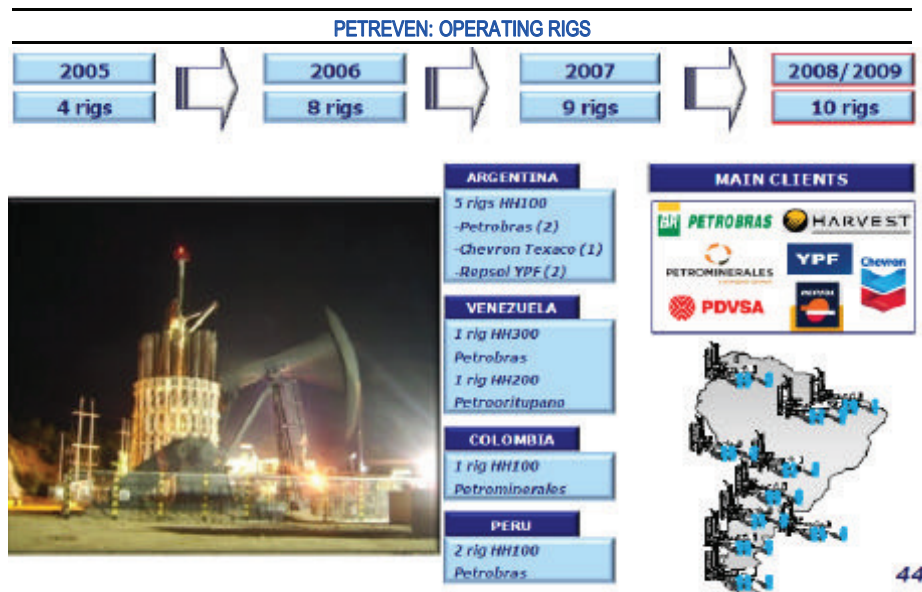 PETREVEN: OPERATING RIGS
2005
2006
2007
2008/2009
4 rigs
8 rigs
9 rigs
10 rigs
ARGENTINA
5 rigs HH100
-Petrobras (2)
-Chevron Texaco (1)
-Repsol YPF (2)
VENEZUELA
1 rig HH300
Petrobras
1 rig HH200
Petrooritupano
COLOMBIA
1 rig HH100
Petrominerales
PERU
2 rig HH100
Petrobras
MAIN CLIENTS
BR PETROBRAS
HARVEST
PETROMINERALES
YPF
Chevron
PDVSA
REPSOL
44